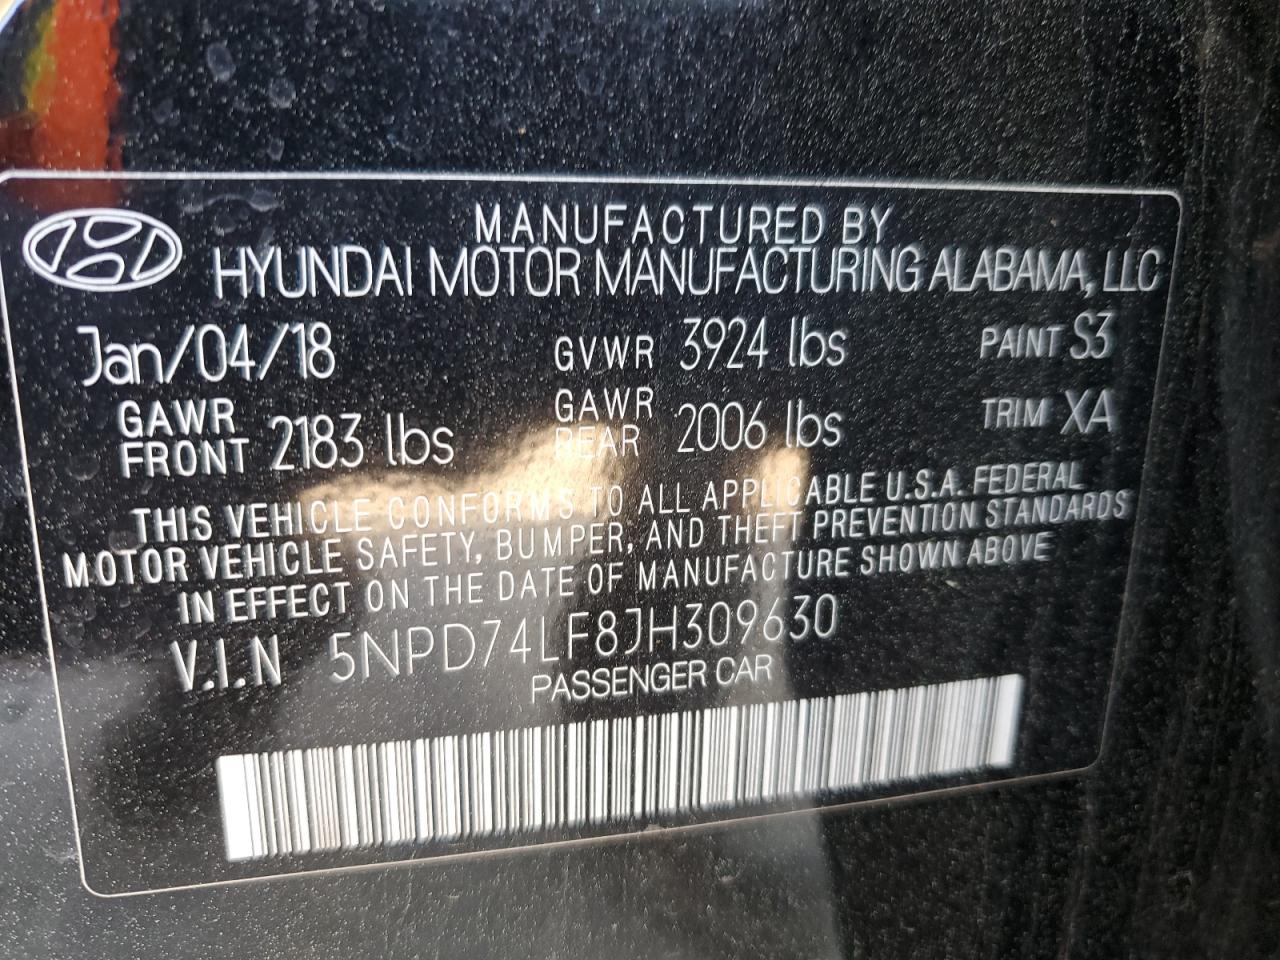 MANUFACTURED BY
HYUNDAI MOTOR MANUFACTURING ALABAMA, LLC
Jan/04/18 GVWR 3924 lbs PAINT S3
GAWR FRONT 2183 lbs GAWR REAR 2006 lbs TRIM XA
THIS VEHICLE CONFORMS TO ALL APPLICABLE U.S.A. FEDERAL
MOTOR VEHICLE SAFETY, BUMPER, AND THEFT PREVENTION STANDARDS
IN EFFECT ON THE DATE OF MANUFACTURE SHOWN ABOVE
V.I.N 5NPD74LF8JH309630
PASSENGER CAR